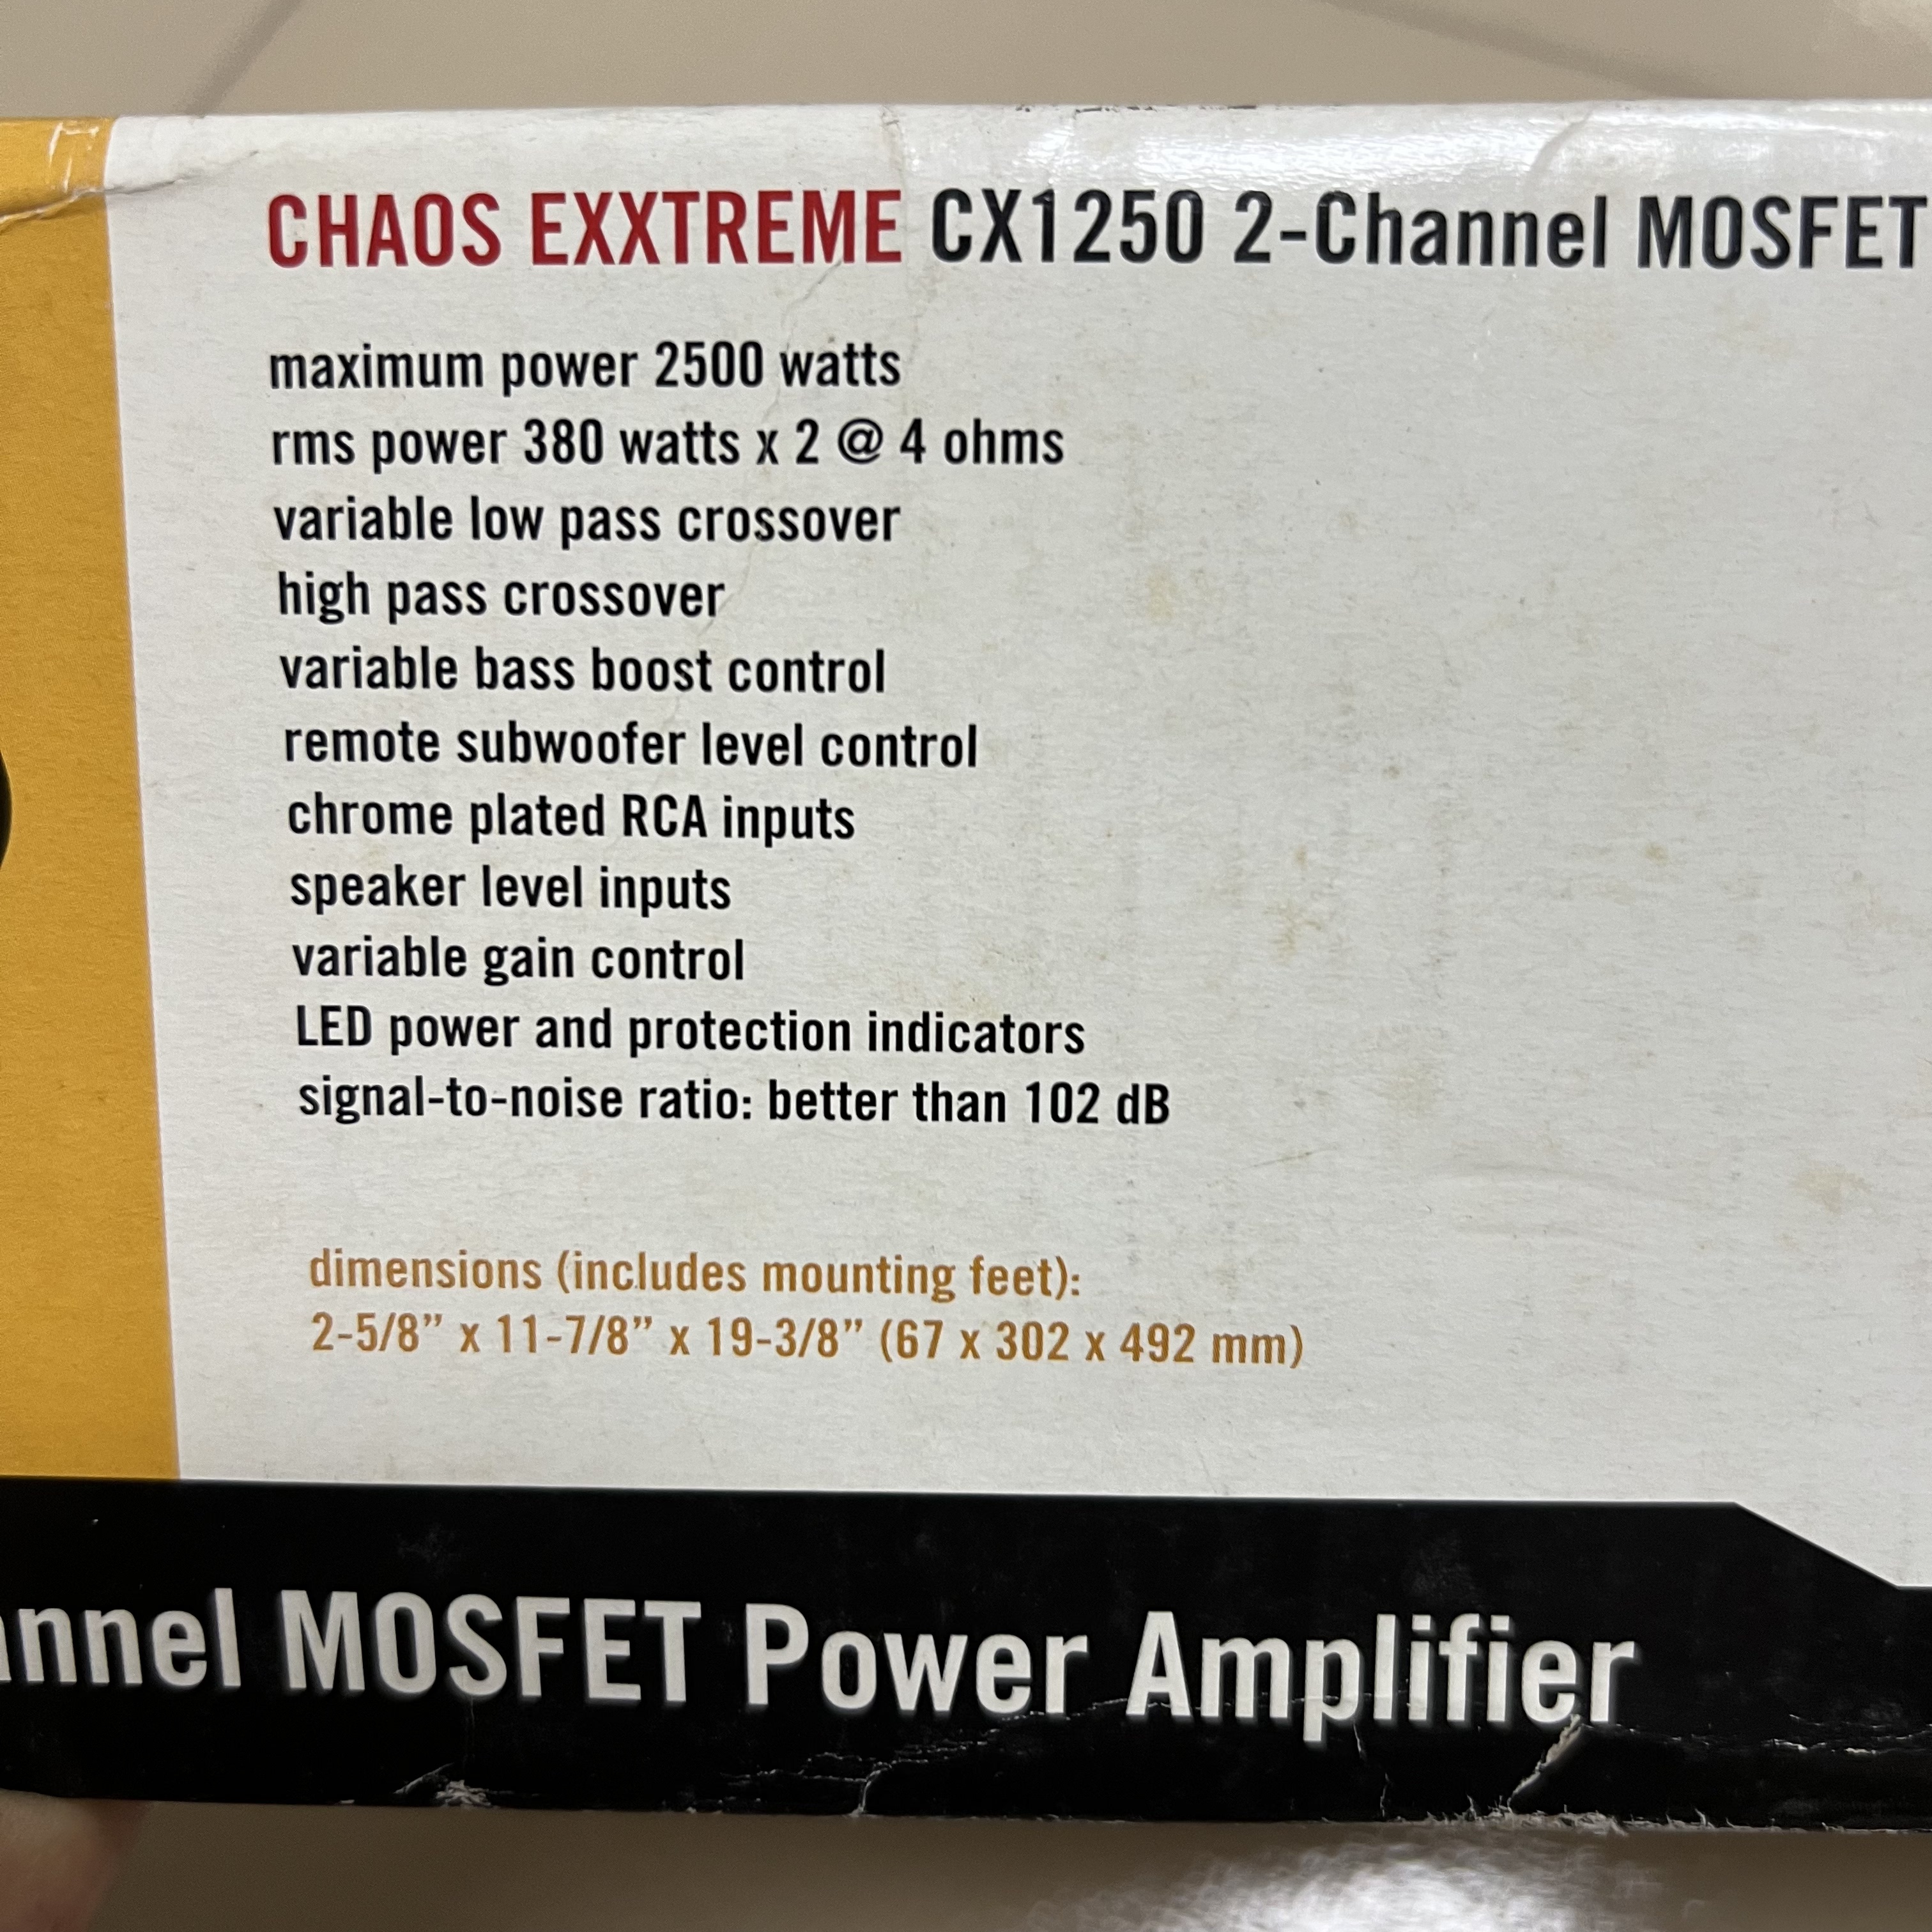 CHAOS EXXTREME CX1250 2-Channel MOSFET
maximum power 2500 watts
rms power 380 watts x 2 @ 4 ohms
variable low pass crossover
high pass crossover
variable bass boost control
remote subwoofer level control
chrome plated RCA inputs
speaker level inputs
variable gain control
LED power and protection indicators
signal-to-noise ratio: better than 102 dB
dimensions (includes mounting feet):
2-5/8” x 11-7/8” x 19-3/8” (67 x 302 x 492 mm)
annel MOSFET Power Amplifier